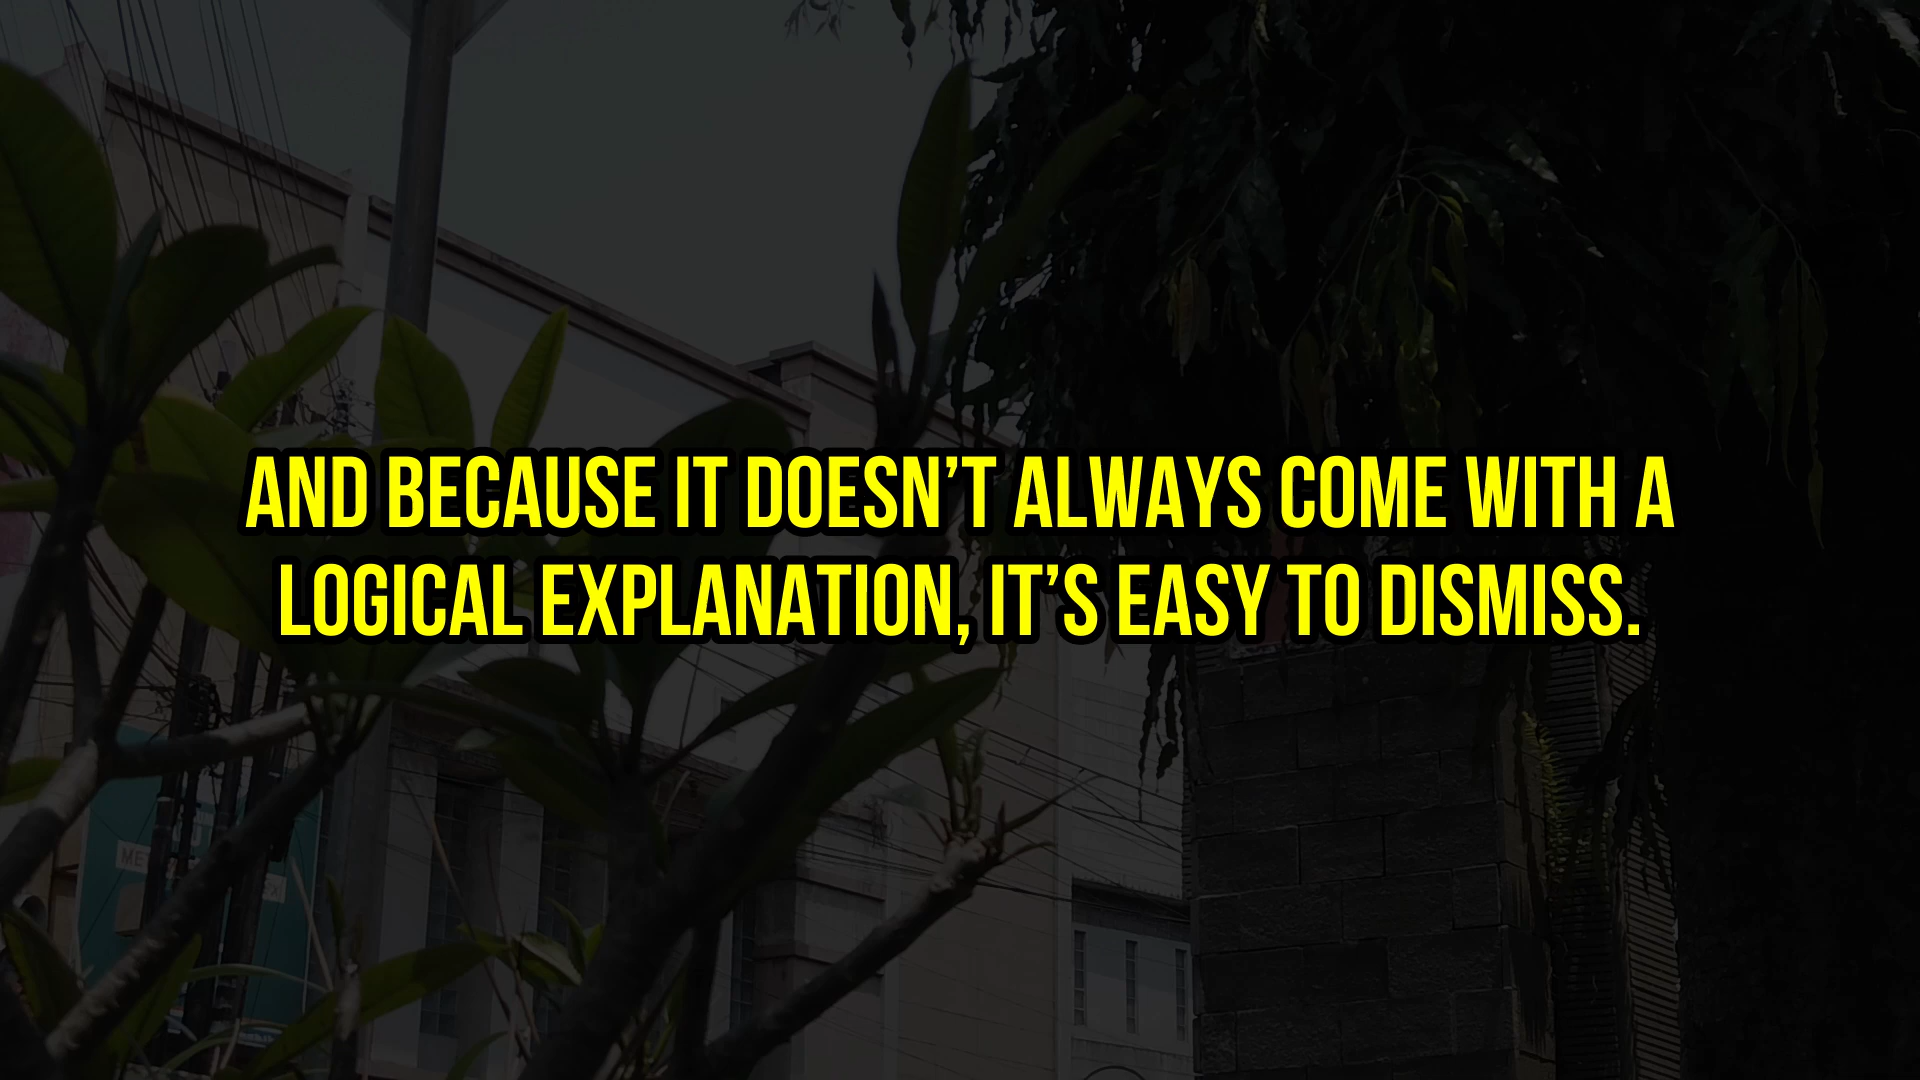 AND BECAUSE IT DOESN’T ALWAYS COME WITH A
LOGICAL EXPLANATION, IT’S EASY TO DISMISS.